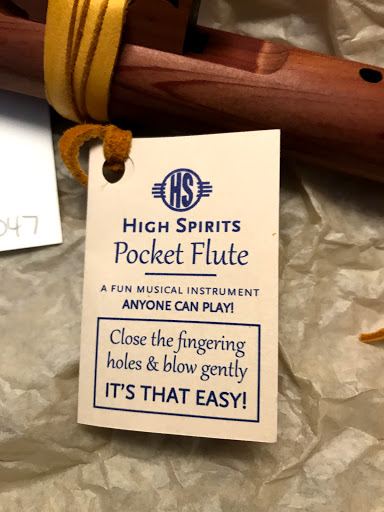 HS
HIGH SPIRITS
Pocket Flute
A FUN MUSICAL INSTRUMENT
ANYONE CAN PLAY!
Close the fingering
holes & blow gently
IT'S THAT EASY!
047